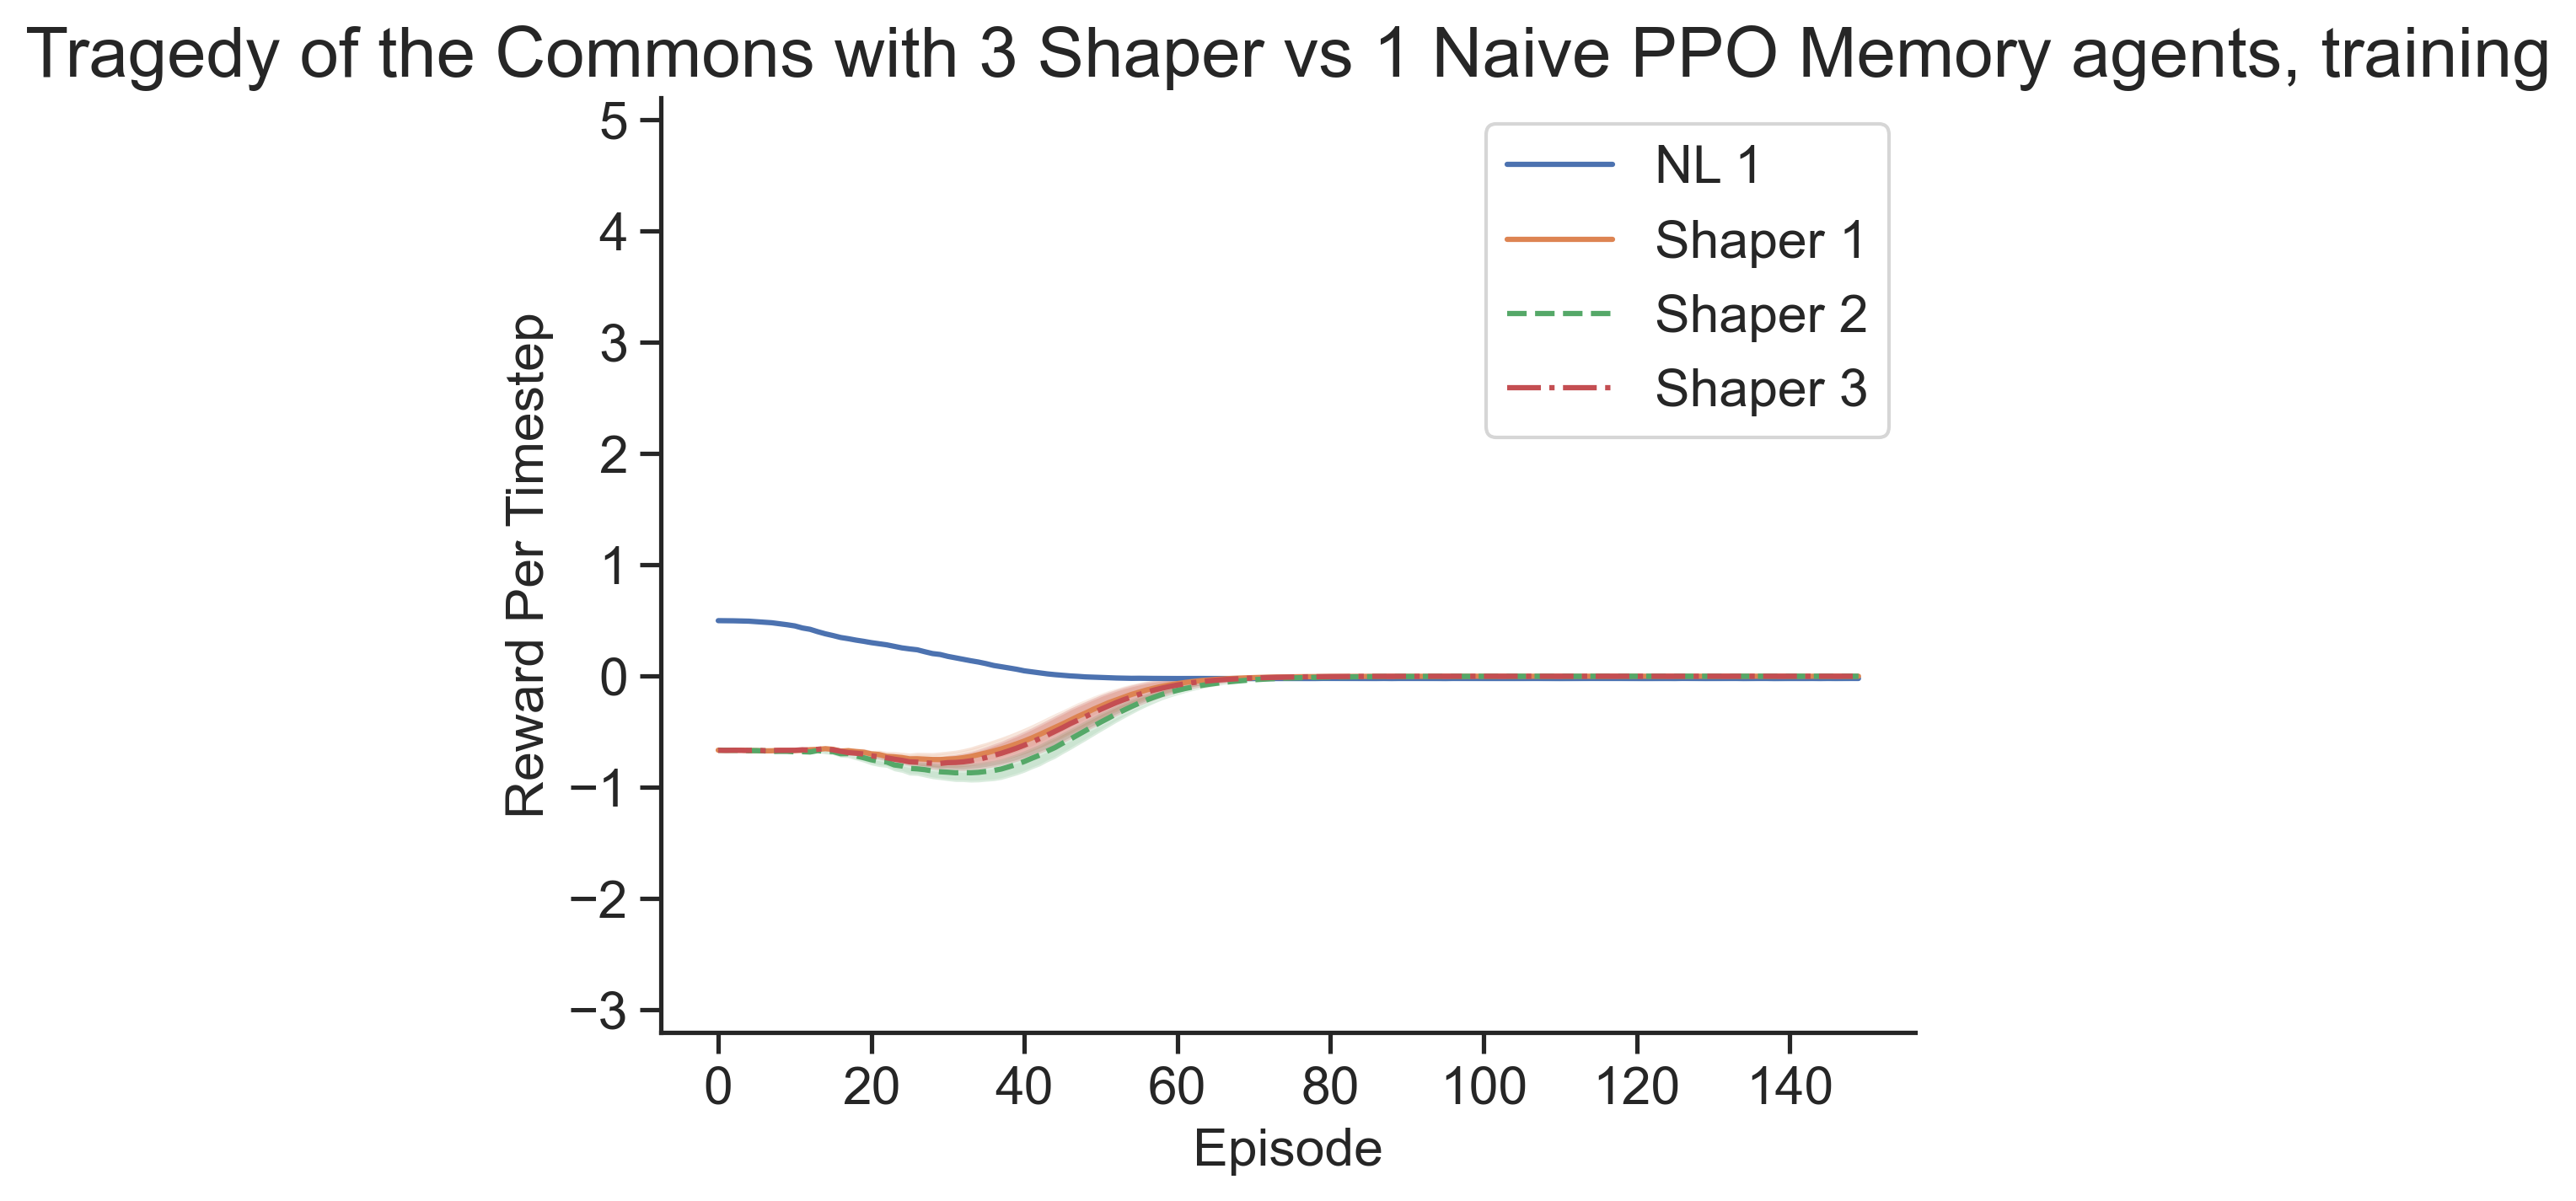 Tragedy of the Commons with 3 Shaper vs 1 Naive PPO Memory agents, training
5
4
3
2
1
0
−1
−2
−3
Reward Per Timestep
NL 1
Shaper 1
Shaper 2
Shaper 3
0 20 40 60 80 100 120 140
Episode